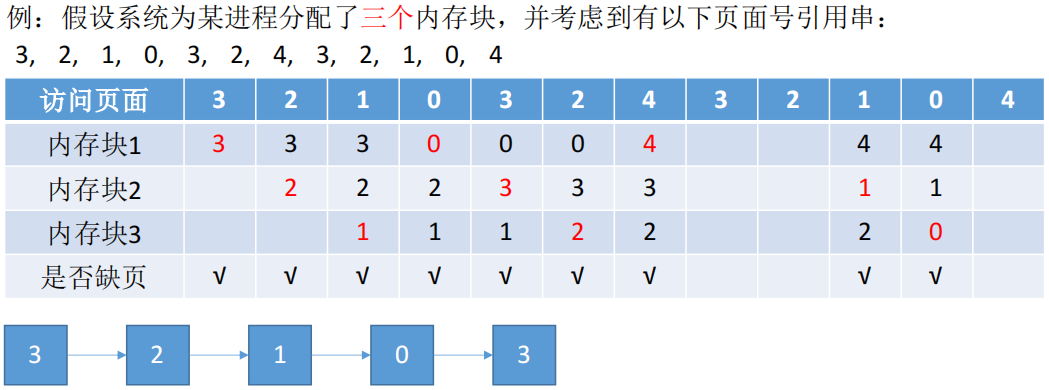 例：假设系统为某进程分配了三个内存块，并考虑到有以下页面号引用串：
3, 2, 1, 0, 3, 2, 4, 3, 2, 1, 0, 4
访问页面 3 2 1 0 3 2 4 3 2 1 0 4
内存块1 3 3 3 0 0 0 4 4 4
内存块2 2 2 2 3 3 3 1 1
内存块3 1 1 1 2 2 2 0
是否缺页 √ √ √ √ √ √ √ √ √
3 2 1 0 3